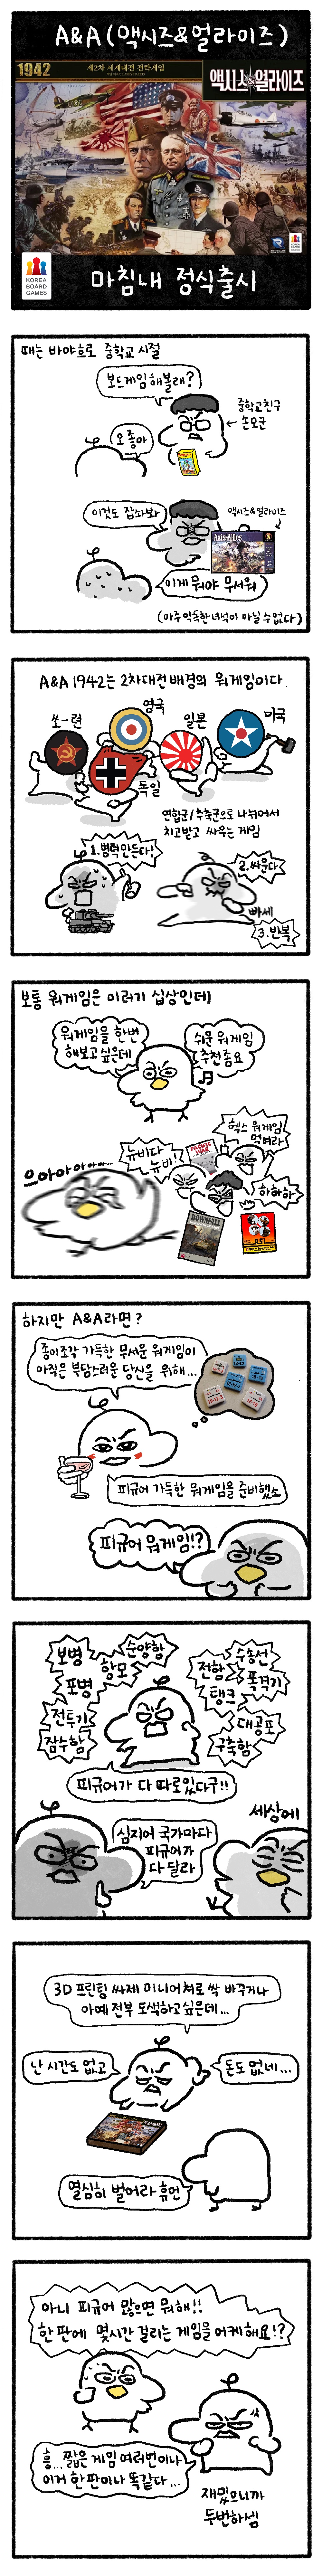 A&A (액시즈&얼라이즈)
1942
제2차 세계대전 전략게임
액시스&얼라이즈
KOREA
BOARD
GAMES
마침내 정식출시
때는 바야흐로 중학교 시절
보드게임 해볼래?
중학교친구
손모군
오 좋아
이것도 잡솨봐
액시즈&얼라이즈
Axis&Allies
이게 뭐야 무서워
(아주 악독한 녀석이 아닐 수 없다)
A&A 1942는 2차대전 배경의 워게임이다.
쏘-련
영국
일본
미국
독일
연합군/추축군으로 나뉘어서
치고받고 싸우는 게임
1.병력만든다!
2.싸운다
빠세
3.반복
보통 워게임은 이러기 십상인데
워게임을 한번
해보고 싶은데
쉬운 워게임
추천좀요
헥스 워게임
먹여라
PACIFIC
WAR
뉴비다
뉴비!
으아아아아아..
하하하
DOWNFALL
ASL
하지만 A&A라면?
종이조각 가득한 무서운 워게임이
아직은 부담스러운 당신을 위해...
피규어 가득한 워게임을 준비했소
피규어 워게임!?
보병
순양함
포병
항모
전투기
잠수함
수송선
전함
폭격기
탱크
대공포
구축함
피규어가 다 따로있다구!!
세상에
심지어 국가마다
피규어가
다 달라
3D 프린팅 싸제 미니어쳐로 싹 바꾸거나
아예 전부 도색하고 싶은데...
난 시간도 없고
돈도 없네...
열심히 벌어라 휴먼
아니 피규어 많으면 뭐해!!
한 판에 몇시간 걸리는 게임을 어케해요!?
흥... 짧은 게임 여러번이나
이거 한 판이나 똑같다...
재밌으니까
두번하셈